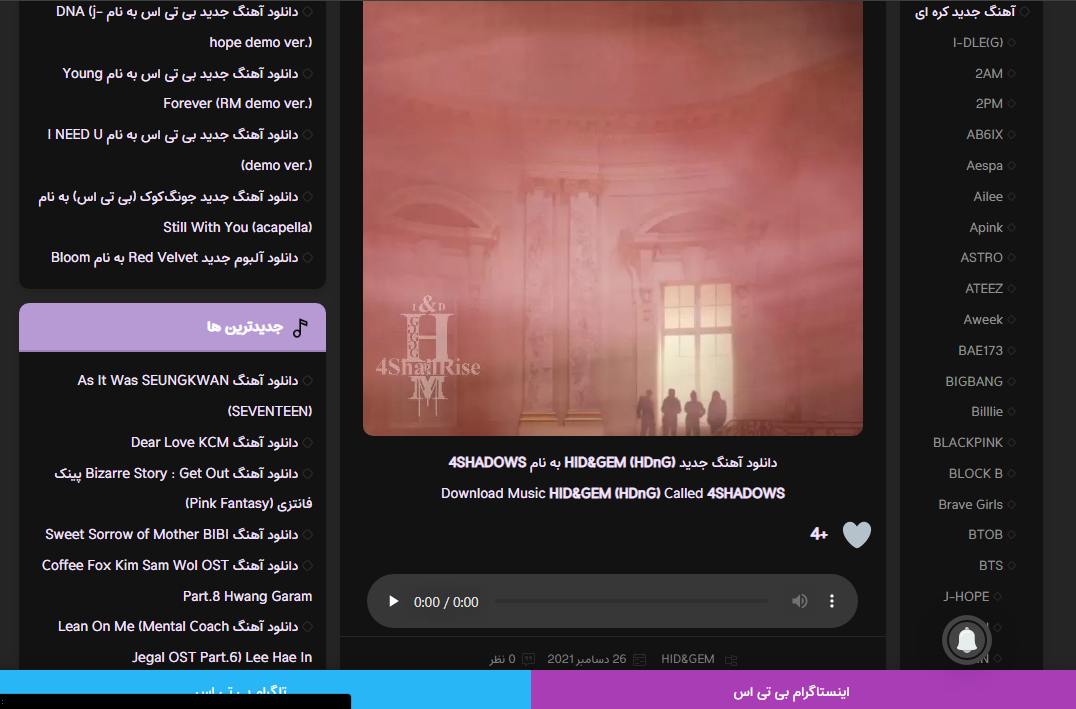 آهنگ جدید کره ای
I-DLE(G)
2AM
2PM
AB6IX
Aespa
Ailee
Apink
ASTRO
ATEEZ
Aweek
BAE173
BIGBANG
Billlie
BLACKPINK
BLOCK B
Brave Girls
BTOB
BTS
J-HOPE
I & D
H
M
4ShallRise
دانلود آهنگ جدید HID&GEM (HDnG) به نام 4SHADOWS
Download Music HID&GEM (HDnG) Called 4SHADOWS
4+
0:00 / 0:00
HID&GEM
26 دسامبر 2021
0 نظر
دانلود آهنگ جدید بی تی اس به نام DNA (j-
hope demo ver.)
دانلود آهنگ جدید بی تی اس به نام Young
Forever (RM demo ver.)
دانلود آهنگ جدید بی تی اس به نام I NEED U
(demo ver.)
دانلود آهنگ جدید جونگ‌کوک (بی تی اس) به نام
Still With You (acapella)
دانلود آلبوم جدید Red Velvet به نام Bloom
جدیدترین ها
دانلود آهنگ As It Was SEUNGKWAN
(SEVENTEEN)
دانلود آهنگ Dear Love KCM
دانلود آهنگ Bizarre Story : Get Out پینک
فانتزی (Pink Fantasy)
دانلود آهنگ Sweet Sorrow of Mother BIBI
دانلود آهنگ Coffee Fox Kim Sam Wol OST
Part.8 Hwang Garam
دانلود آهنگ Lean On Me (Mental Coach
Jegal OST Part.6) Lee Hae In
اینستاگرام بی تی اس
تلگرام بی تی اس